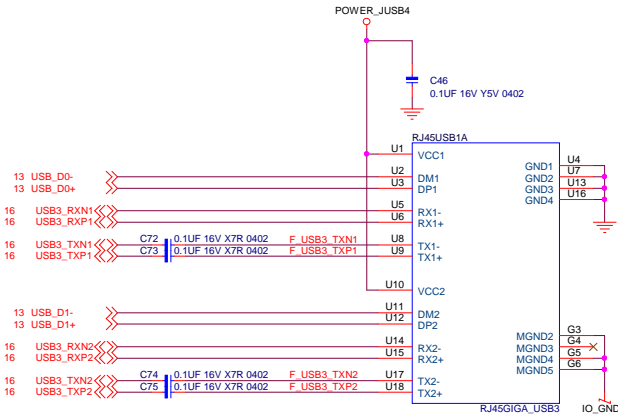 POWER_JUSB4
C46
0.1UF 16V Y5V 0402
RJ45USB1A
U1 VCC1
U4 GND1
U7 GND2
U13 GND3
U16 GND4
13 USB_D0- U2 DM1
13 USB_D0+ U3 DP1
16 USB3_RXN1 U5 RX1-
16 USB3_RXP1 U6 RX1+
16 USB3_TXN1 C72 0.1UF 16V X7R 0402 F_USB3_TXN1 U8 TX1-
16 USB3_TXP1 C73 0.1UF 16V X7R 0402 F_USB3_TXP1 U9 TX1+
U10 VCC2
13 USB_D1- U11 DM2
13 USB_D1+ U12 DP2
16 USB3_RXN2 U14 RX2-
16 USB3_RXP2 U15 RX2+
16 USB3_TXN2 C74 0.1UF 16V X7R 0402 F_USB3_TXN2 U17 TX2-
16 USB3_TXP2 C75 0.1UF 16V X7R 0402 F_USB3_TXP2 U18 TX2+
MGND2 G3
MGND3 G4
MGND4 G5
MGND5 G6
RJ45GIGA_USB3
IO_GND